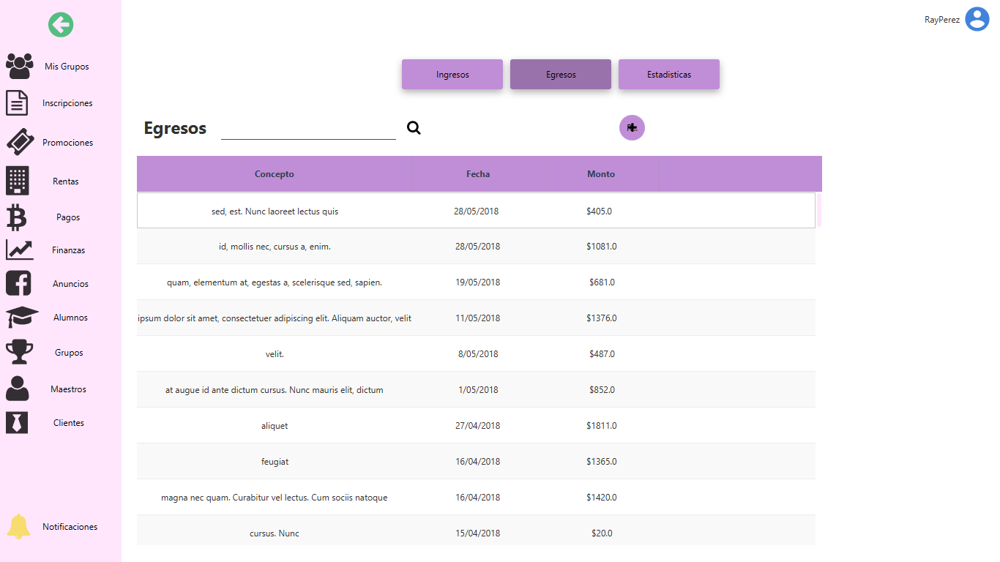 RayPerez
Mis Grupos
Inscripciones
Promociones
Rentas
Pagos
Finanzas
Anuncios
Alumnos
Grupos
Maestros
Clientes
Notificaciones
Ingresos
Egresos
Estadísticas
Egresos
Concepto Fecha Monto
sed, est. Nunc laoreet lectus quis 28/05/2018 $405.0
id, mollis nec, cursus a, enim. 28/05/2018 $1081.0
quam, elementum at, egestas a, scelerisque sed, sapien. 19/05/2018 $681.0
ipsum dolor sit amet, consectetuer adipiscing elit. Aliquam auctor, velit 11/05/2018 $1376.0
velit. 8/05/2018 $487.0
at augue id ante dictum cursus. Nunc mauris elit, dictum 1/05/2018 $852.0
aliquet 27/04/2018 $1811.0
feugiat 16/04/2018 $1365.0
magna nec quam. Curabitur vel lectus. Cum sociis natoque 16/04/2018 $1420.0
cursus. Nunc 15/04/2018 $20.0